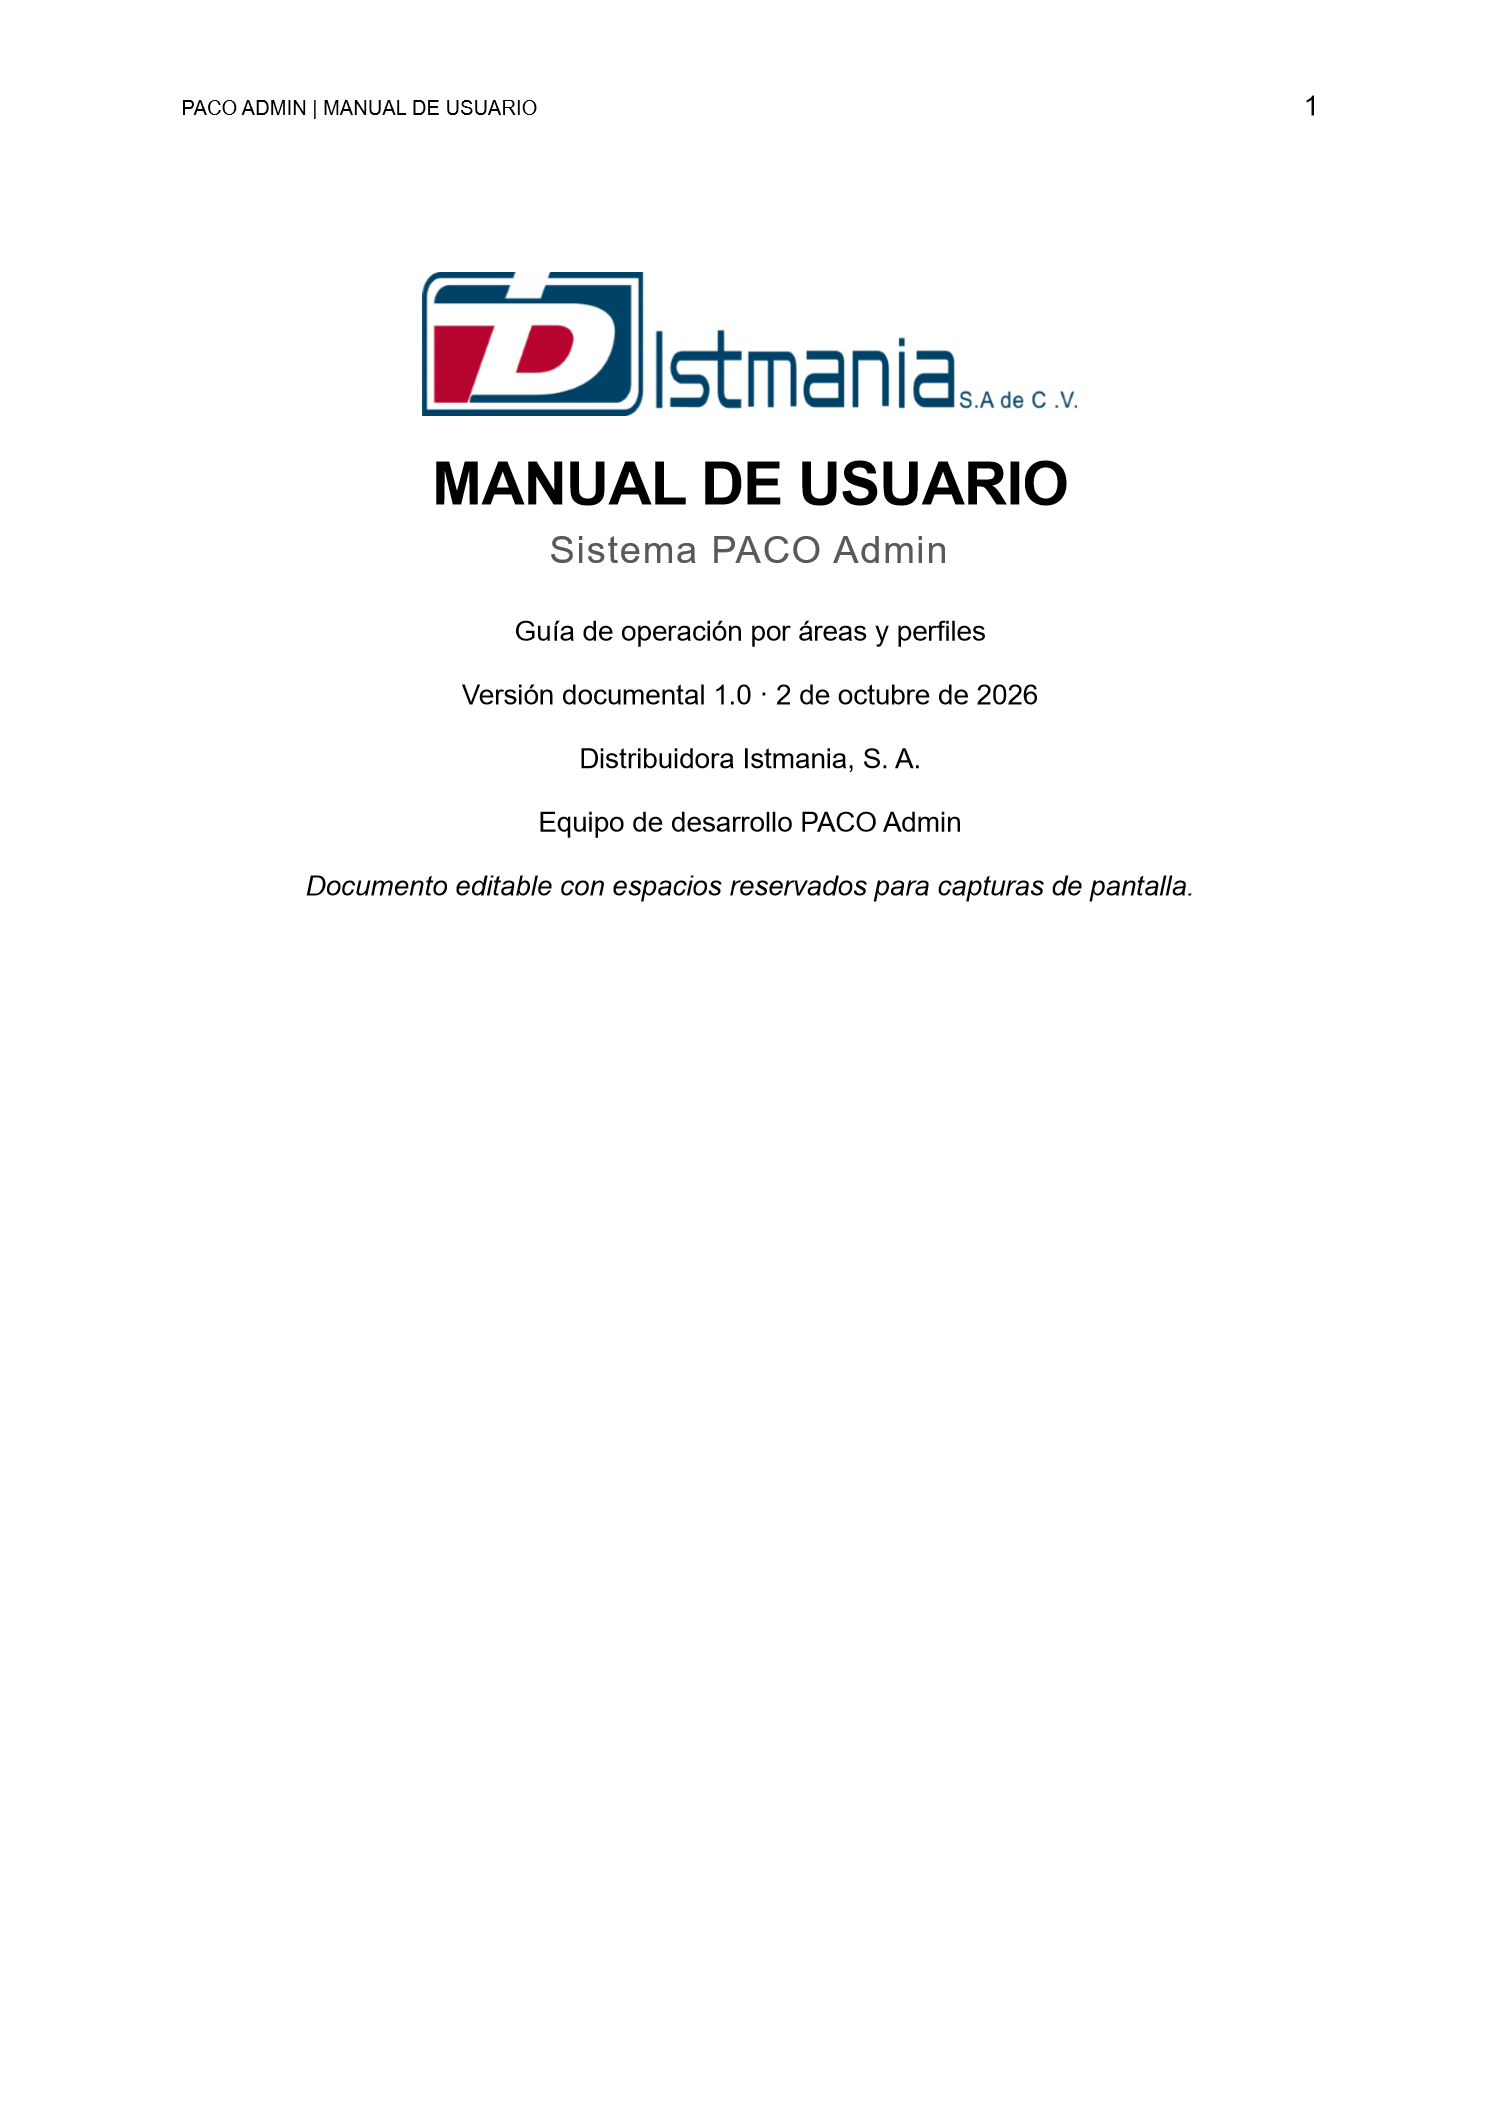 PACO ADMIN | MANUAL DE USUARIO 1
D Istmania S.A de C .V.
MANUAL DE USUARIO
Sistema PACO Admin
Guía de operación por áreas y perfiles
Versión documental 1.0 · 2 de octubre de 2026
Distribuidora Istmania, S. A.
Equipo de desarrollo PACO Admin
Documento editable con espacios reservados para capturas de pantalla.